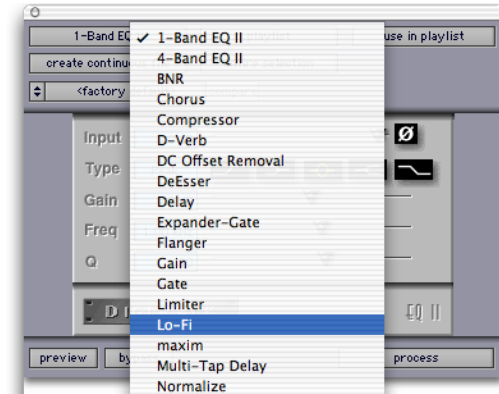 1-Band EQ
use in playlist
create continu
<factory
✓ 1-Band EQ II
4-Band EQ II
BNR
Chorus
Compressor
D-Verb
DC Offset Removal
DeEsser
Delay
Expander-Gate
Flanger
Gain
Gate
Limiter
Lo-Fi
maxim
Multi-Tap Delay
Normalize
Input
Type
Gain
Freq
Q
EQ II
preview
by
process